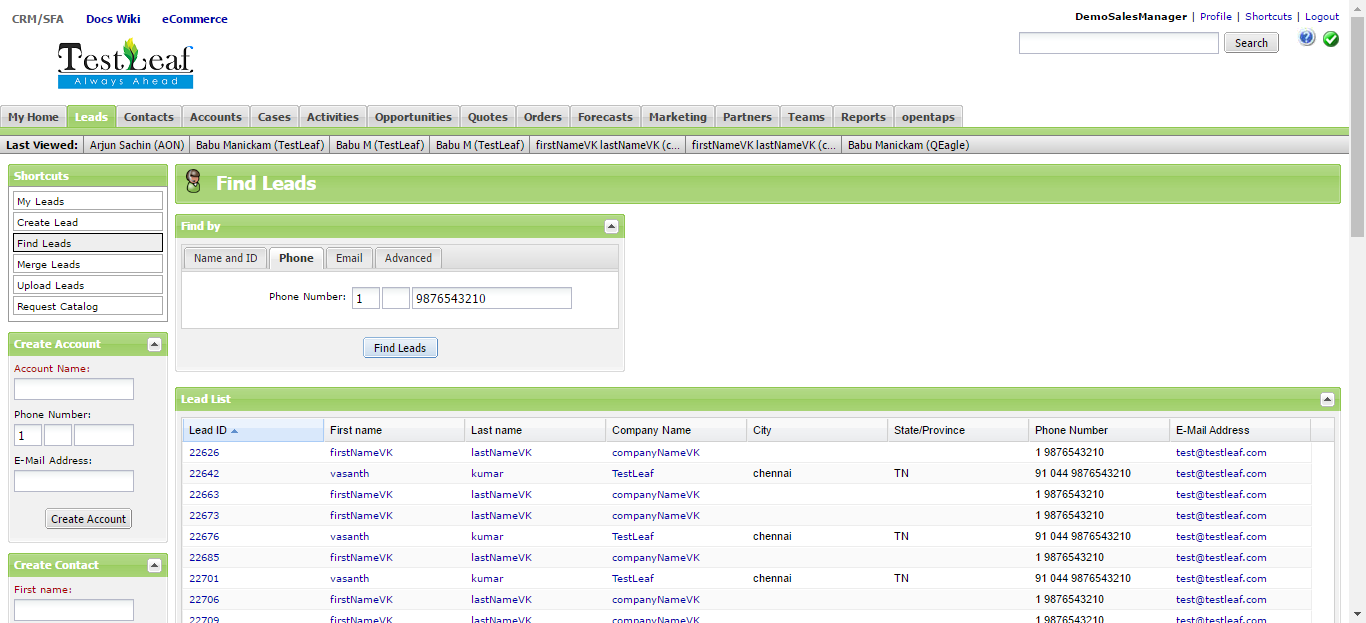 CRM/SFA Docs Wiki eCommerce
DemoSalesManager | Profile | Shortcuts | Logout
TestLeaf
Always Ahead
Search
My Home Leads Contacts Accounts Cases Activities Opportunities Quotes Orders Forecasts Marketing Partners Teams Reports opentaps
Last Viewed: Arjun Sachin (AON) Babu Manickam (TestLeaf) Babu M (TestLeaf) Babu M (TestLeaf) firstNameVK lastNameVK (c... firstNameVK lastNameVK (c... Babu Manickam (QEagle)
Shortcuts
My Leads
Create Lead
Find Leads
Merge Leads
Upload Leads
Request Catalog
Create Account
Account Name:
Phone Number:
1
E-Mail Address:
Create Account
Create Contact
First name:
Find Leads
Find by
Name and ID Phone Email Advanced
Phone Number: 1 9876543210
Find Leads
Lead List
Lead ID First name Last name Company Name City State/Province Phone Number E-Mail Address
22626 firstNameVK lastNameVK companyNameVK 1 9876543210 test@testleaf.com
22642 vasanth kumar TestLeaf chennai TN 91 044 9876543210 test@testleaf.com
22663 firstNameVK lastNameVK companyNameVK 1 9876543210 test@testleaf.com
22673 firstNameVK lastNameVK companyNameVK 1 9876543210 test@testleaf.com
22676 vasanth kumar TestLeaf chennai TN 91 044 9876543210 test@testleaf.com
22685 firstNameVK lastNameVK companyNameVK 1 9876543210 test@testleaf.com
22701 vasanth kumar TestLeaf chennai TN 91 044 9876543210 test@testleaf.com
22706 firstNameVK lastNameVK companyNameVK 1 9876543210 test@testleaf.com
22709 firstNameVK lastNameVK companyNameVK 1 9876543210 test@testleaf.com